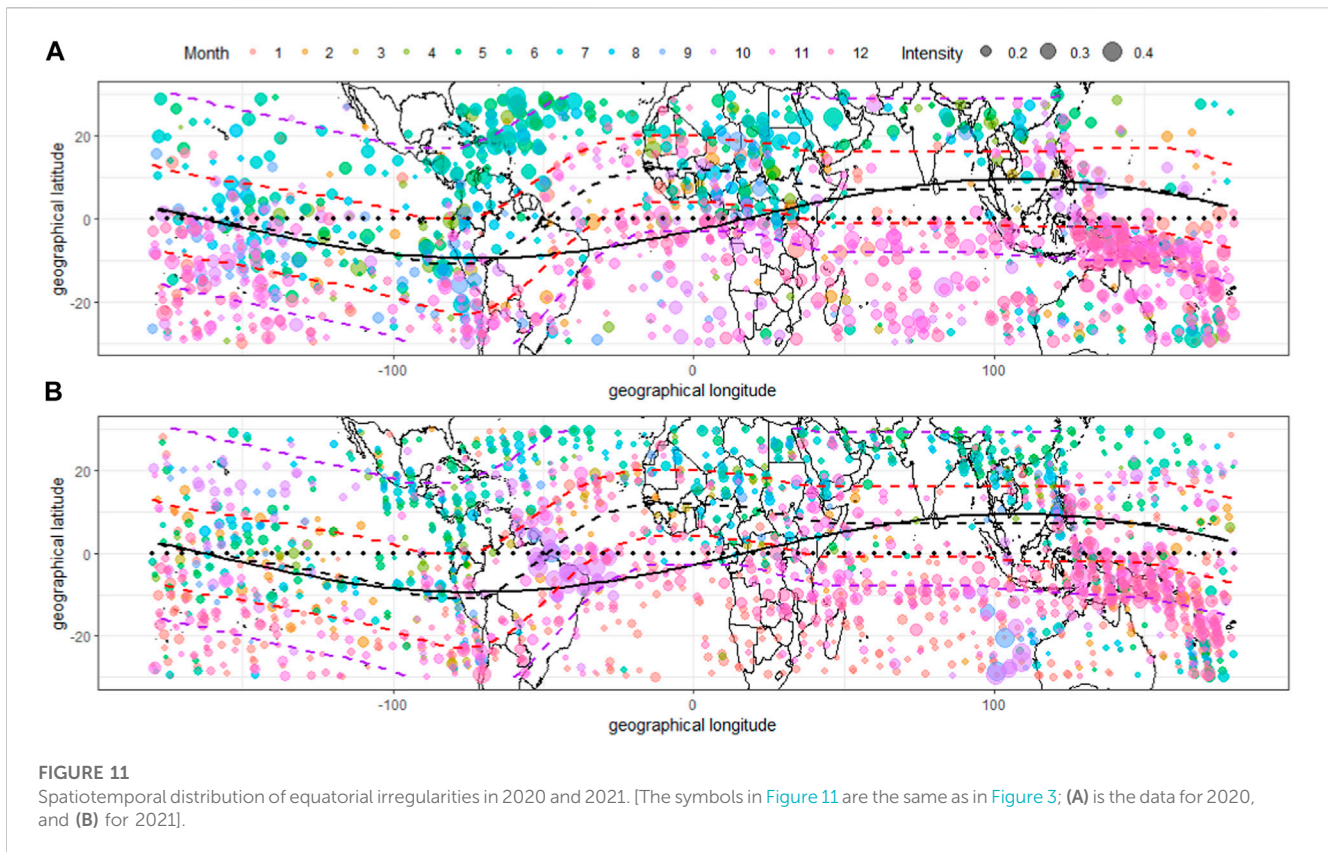 A
Month 1 2 3 4 5 6 7 8 9 10 11 12 Intensity 0.2 0.3 0.4
20
0
-20
geographical latitude
-100 0 100
geographical longitude
B
20
0
-20
geographical latitude
-100 0 100
geographical longitude
FIGURE 11
Spatiotemporal distribution of equatorial irregularities in 2020 and 2021. [The symbols in Figure 11 are the same as in Figure 3; (A) is the data for 2020,
and (B) for 2021].